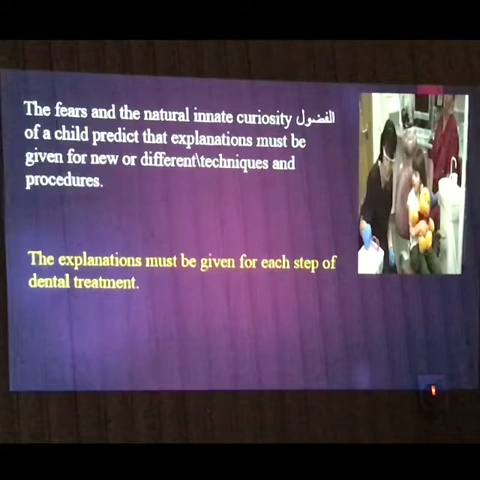 The fears and the natural innate curiosity الفضول
of a child predict that explanations must be
given for new or different\techniques and
procedures.
The explanations must be given for each step of
dental treatment.